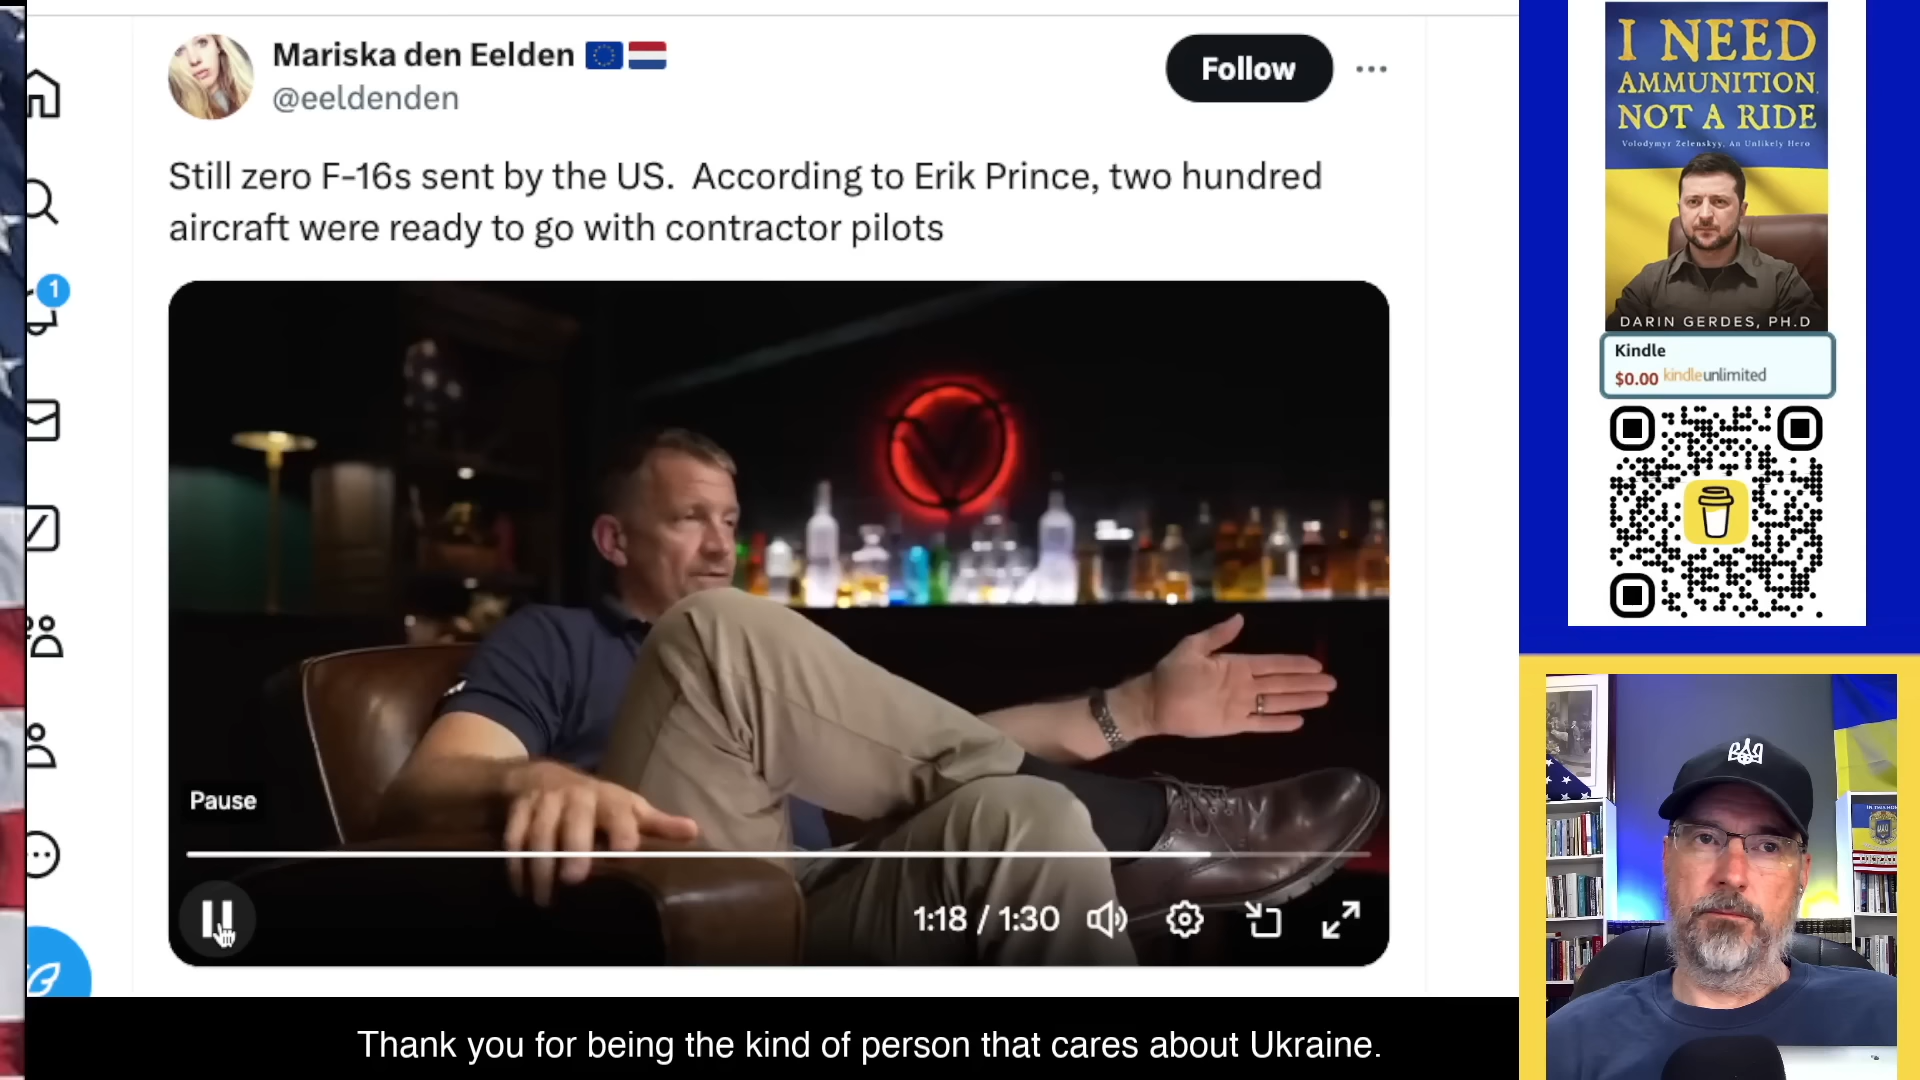 Mariska den Eelden
@eeldenden
Follow
Still zero F-16s sent by the US. According to Erik Prince, two hundred
aircraft were ready to go with contractor pilots
1
Pause
1:18 / 1:30
Thank you for being the kind of person that cares about Ukraine.
I NEED
AMMUNITION,
NOT A RIDE
Volodymyr Zelenskyy, An Unlikely Hero
DARIN GERDES, PH.D
Kindle
$0.00 kindleunlimited